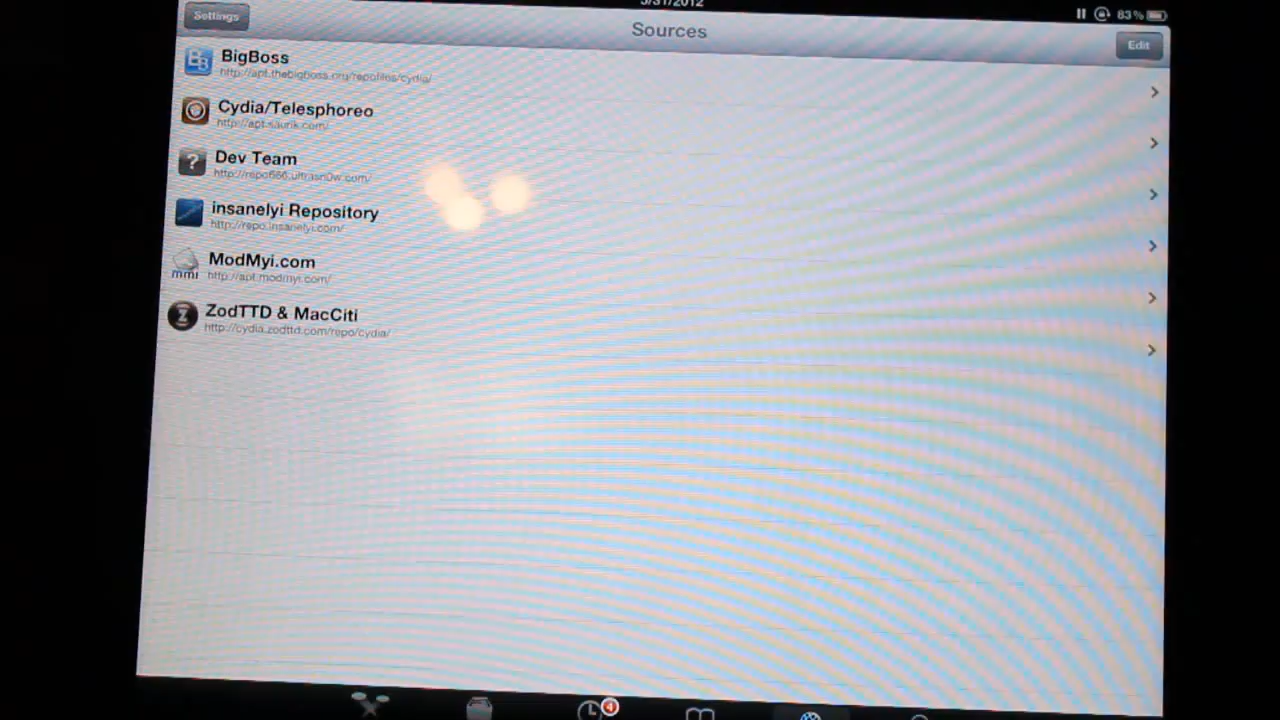 5/31/2012
83%
Settings
Sources
Edit
BigBoss
http://apt.thebigboss.org/repofiles/cydia/
Cydia/Telesphoreo
http://apt.saurik.com/
?
Dev Team
http://repo666.ultrasn0w.com/
insanelyi Repository
http://repo.insanelyi.com/
ModMyi.com
mmi
http://apt.modmyi.com/
Z
ZodTTD & MacCiti
http://cydia.zodttd.com/repo/cydia/
4